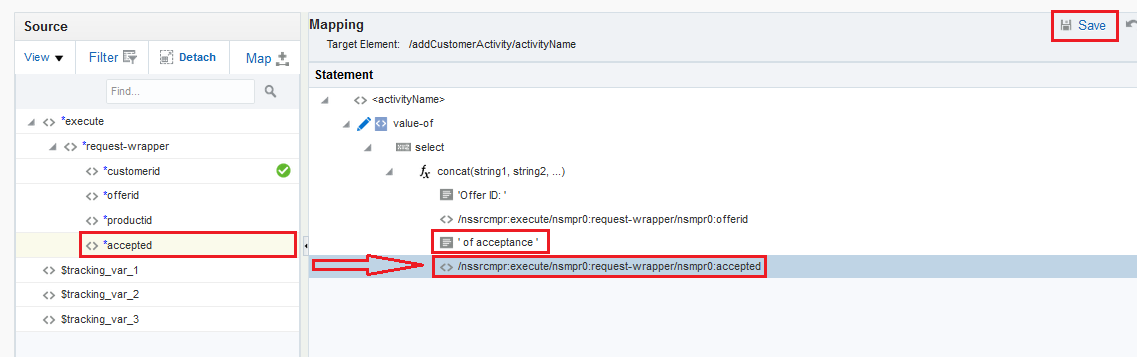 Source
View
Filter
Detach
Map
Find...
*execute
*request-wrapper
*customerid
*offerid
*productid
*accepted
$tracking_var_1
$tracking_var_2
$tracking_var_3
Mapping
Save
Target Element: /addCustomerActivity/activityName
Statement
<activityName>
value-of
select
fx concat(string1, string2, ...)
'Offer ID: '
/nssrcmpr:execute/nsmpr0:request-wrapper/nsmpr0:offerid
' of acceptance '
/nssrcmpr:execute/nsmpr0:request-wrapper/nsmpr0:accepted